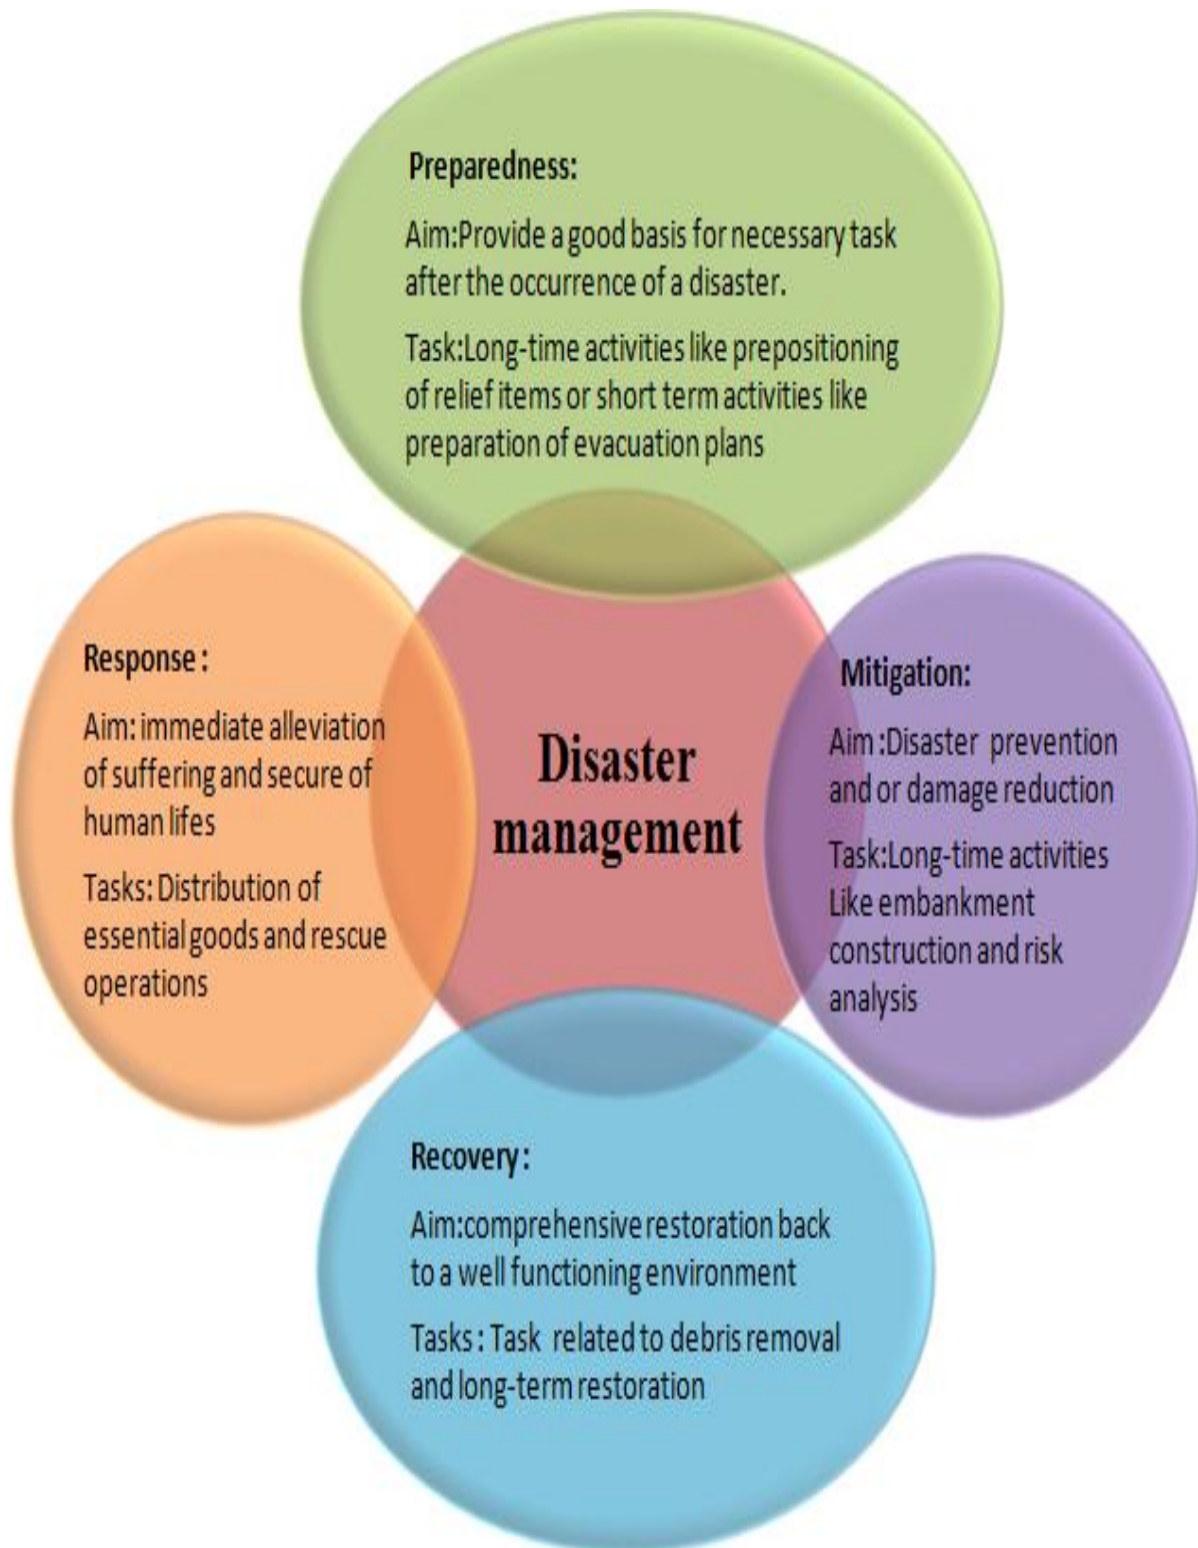 Preparedness:
Aim:Provide a good basis for necessary task
after the occurrence of a disaster.
Task:Long-time activities like prepositioning
of relief items or short term activities like
preparation of evacuation plans
Response :
Aim: immediate alleviation
of suffering and secure of
human lifes
Tasks: Distribution of
essential goods and rescue
operations
Disaster
management
Mitigation:
Aim :Disaster prevention
and or damage reduction
Task:Long-time activities
Like embankment
construction and risk
analysis
Recovery :
Aim:comprehensive restoration back
to a well functioning environment
Tasks : Task related to debris removal
and long-term restoration